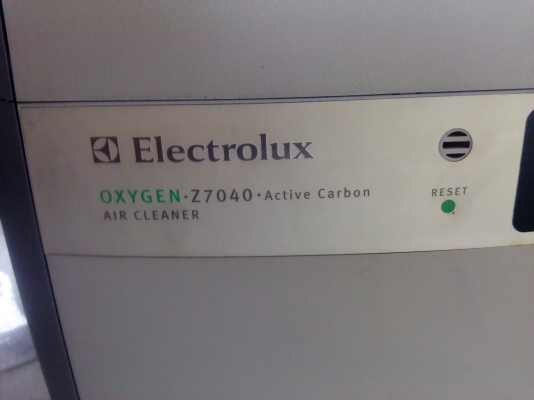 Electrolux
OXYGEN·Z7040·Active Carbon
AIR CLEANER
RESET